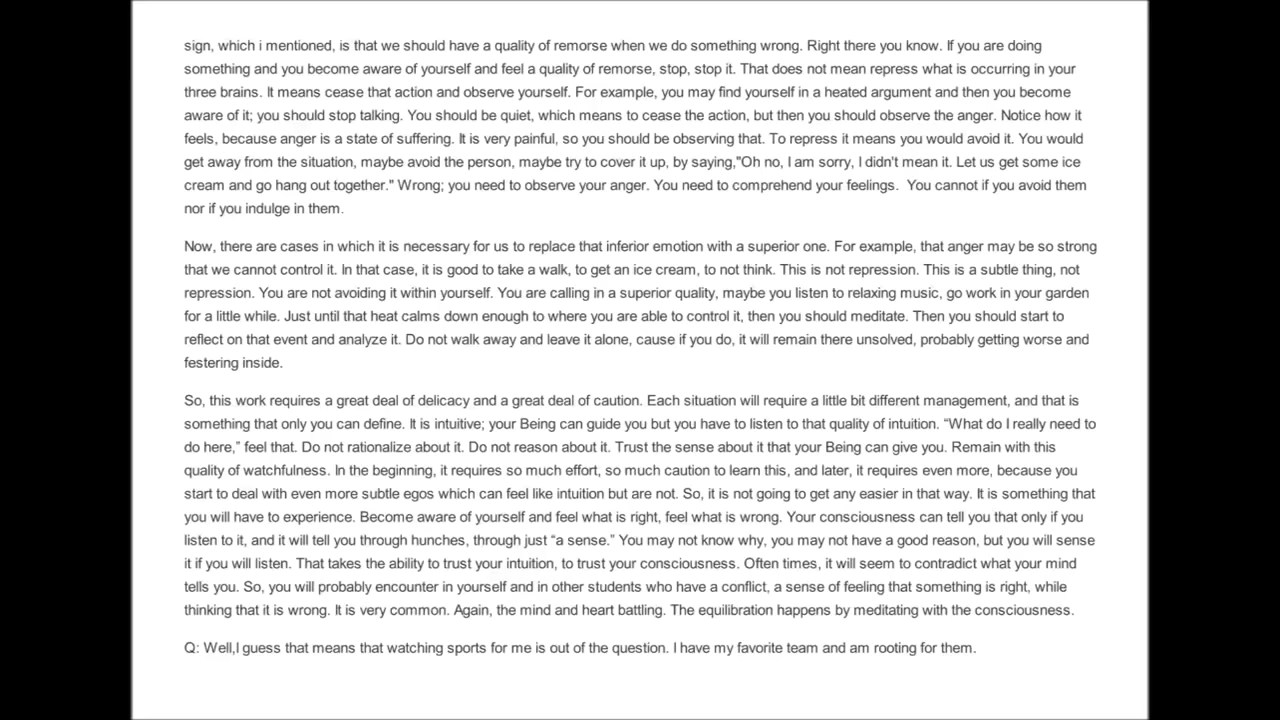 sign, which i mentioned, is that we should have a quality of remorse when we do something wrong. Right there you know. If you are doing
something and you become aware of yourself and feel a quality of remorse, stop, stop it. That does not mean repress what is occurring in your
three brains. It means cease that action and observe yourself. For example, you may find yourself in a heated argument and then you become
aware of it; you should stop talking. You should be quiet, which means to cease the action, but then you should observe the anger. Notice how it
feels, because anger is a state of suffering. It is very painful, so you should be observing that. To repress it means you would avoid it. You would
get away from the situation, maybe avoid the person, maybe try to cover it up, by saying,"Oh no, I am sorry, I didn't mean it. Let us get some ice
cream and go hang out together." Wrong; you need to observe your anger. You need to comprehend your feelings.  You cannot if you avoid them
nor if you indulge in them.
Now, there are cases in which it is necessary for us to replace that inferior emotion with a superior one. For example, that anger may be so strong
that we cannot control it. In that case, it is good to take a walk, to get an ice cream, to not think. This is not repression. This is a subtle thing, not
repression. You are not avoiding it within yourself. You are calling in a superior quality, maybe you listen to relaxing music, go work in your garden
for a little while. Just until that heat calms down enough to where you are able to control it, then you should meditate. Then you should start to
reflect on that event and analyze it. Do not walk away and leave it alone, cause if you do, it will remain there unsolved, probably getting worse and
festering inside.
So, this work requires a great deal of delicacy and a great deal of caution. Each situation will require a little bit different management, and that is
something that only you can define. It is intuitive; your Being can guide you but you have to listen to that quality of intuition. “What do I really need to
do here,” feel that. Do not rationalize about it. Do not reason about it. Trust the sense about it that your Being can give you. Remain with this
quality of watchfulness. In the beginning, it requires so much effort, so much caution to learn this, and later, it requires even more, because you
start to deal with even more subtle egos which can feel like intuition but are not. So, it is not going to get any easier in that way. It is something that
you will have to experience. Become aware of yourself and feel what is right, feel what is wrong. Your consciousness can tell you that only if you
listen to it, and it will tell you through hunches, through just “a sense.” You may not know why, you may not have a good reason, but you will sense
it if you will listen. That takes the ability to trust your intuition, to trust your consciousness. Often times, it will seem to contradict what your mind
tells you. So, you will probably encounter in yourself and in other students who have a conflict, a sense of feeling that something is right, while
thinking that it is wrong. It is very common. Again, the mind and heart battling. The equilibration happens by meditating with the consciousness.
Q: Well,I guess that means that watching sports for me is out of the question. I have my favorite team and am rooting for them.